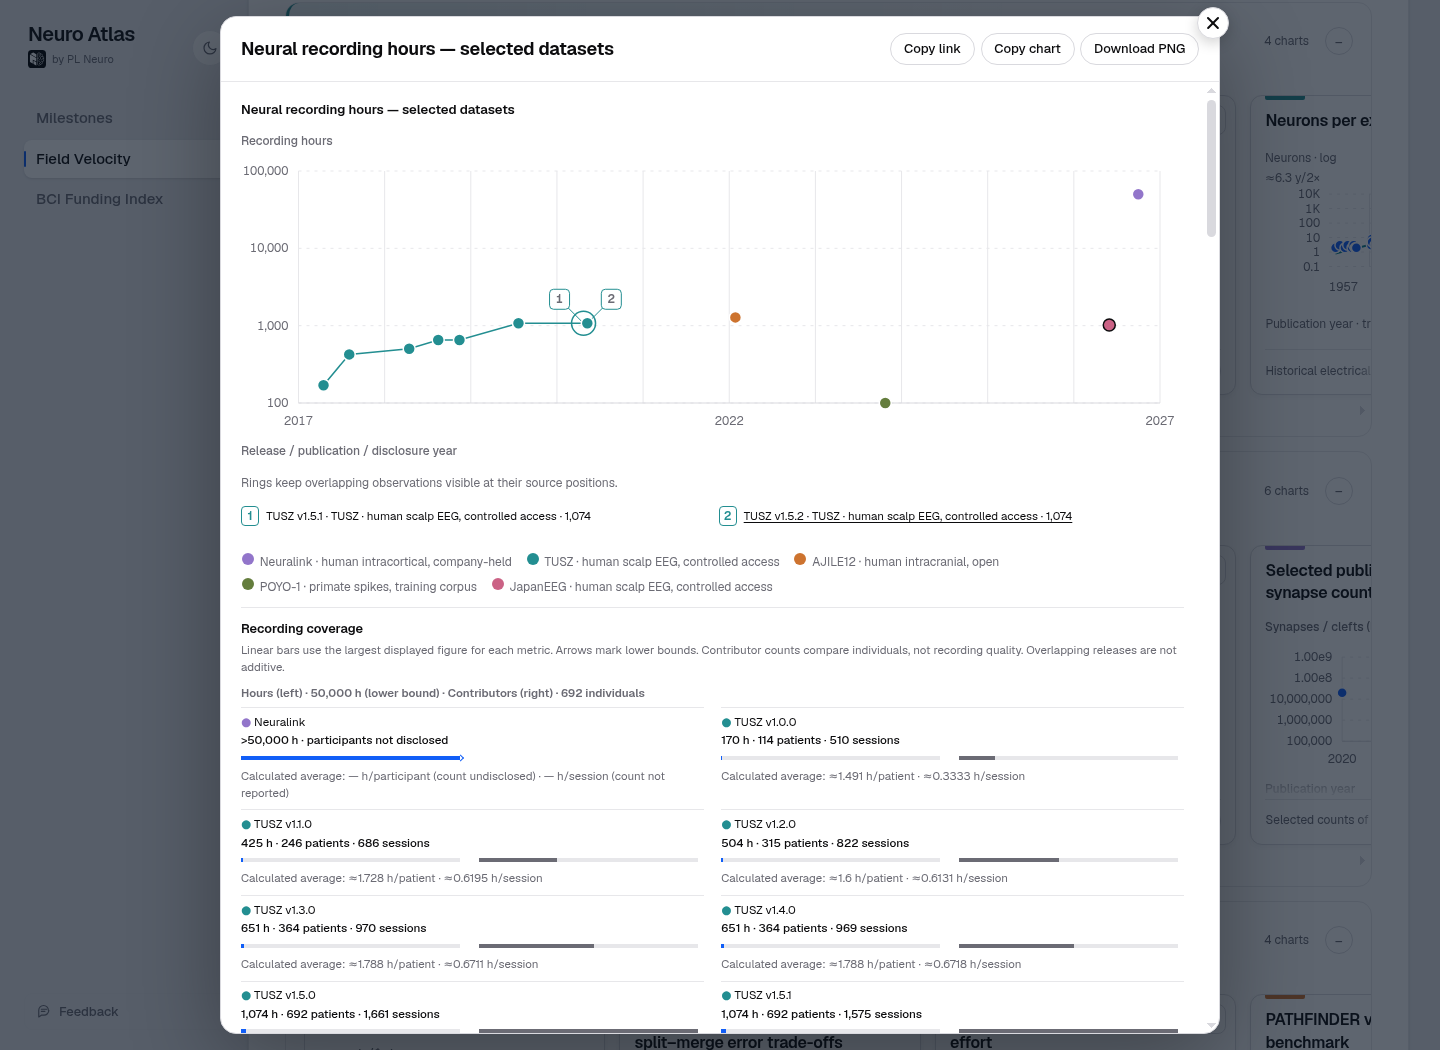 Neuro Atlas
by PL Neuro
Milestones
Field Velocity
BCI Funding Index
Feedback
Neural recording hours — selected datasets
Copy link
Copy chart
Download PNG
Neural recording hours — selected datasets
Recording hours
100,000
10,000
1,000
100
1
2
2017
2022
2027
Release / publication / disclosure year
Rings keep overlapping observations visible at their source positions.
1 TUSZ v1.5.1 · TUSZ · human scalp EEG, controlled access · 1,074
2 TUSZ v1.5.2 · TUSZ · human scalp EEG, controlled access · 1,074
Neuralink · human intracortical, company-held
TUSZ · human scalp EEG, controlled access
AJILE12 · human intracranial, open
POYO-1 · primate spikes, training corpus
JapanEEG · human scalp EEG, controlled access
Recording coverage
Linear bars use the largest displayed figure for each metric. Arrows mark lower bounds. Contributor counts compare individuals, not recording quality. Overlapping releases are not
additive.
Hours (left) · 50,000 h (lower bound) · Contributors (right) · 692 individuals
Neuralink
>50,000 h · participants not disclosed
Calculated average: — h/participant (count undisclosed) · — h/session (count not
reported)
TUSZ v1.0.0
170 h · 114 patients · 510 sessions
Calculated average: ≈1.491 h/patient · ≈0.3333 h/session
TUSZ v1.1.0
425 h · 246 patients · 686 sessions
Calculated average: ≈1.728 h/patient · ≈0.6195 h/session
TUSZ v1.2.0
504 h · 315 patients · 822 sessions
Calculated average: ≈1.6 h/patient · ≈0.6131 h/session
TUSZ v1.3.0
651 h · 364 patients · 970 sessions
Calculated average: ≈1.788 h/patient · ≈0.6711 h/session
TUSZ v1.4.0
651 h · 364 patients · 969 sessions
Calculated average: ≈1.788 h/patient · ≈0.6718 h/session
TUSZ v1.5.0
1,074 h · 692 patients · 1,661 sessions
TUSZ v1.5.1
1,074 h · 692 patients · 1,575 sessions
4 charts
Neurons per
Neurons · log
≈6.3 y/2×
10K
1K
100
10
1
0.1
1957
Publication year ·
Historical electrical
6 charts
Selected
synapse
Synapses / clefts
1.00e9
1.00e8
10,000,000
1,000,000
100,000
2020
Publication year
Selected counts of
4 charts
PATHFINDER
benchmark
split–merge error trade-offs
effort